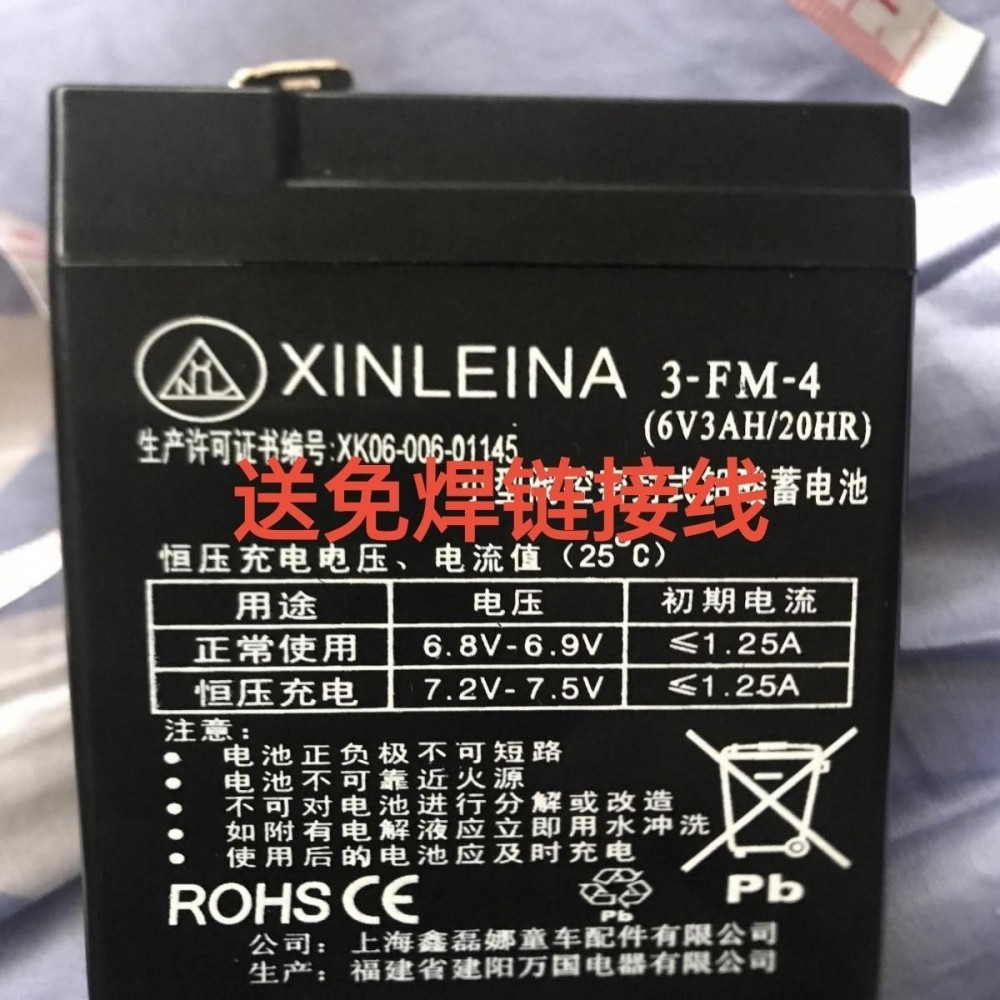 XINLEINA 3-FM-4
(6V3AH/20HR)
生产许可证书编号:XK06-006-01145
送免焊链接线
蓄电池
恒压充电电压、电流值(25℃)
用途 电压 初期电流
正常使用 6.8V-6.9V ≤1.25A
恒压充电 7.2V-7.5V ≤1.25A
注意:
• 电池正负极不可短路
• 电池不可靠近火源
• 不可对电池进行分解或改造
• 如附有电解液应立即用水冲洗
• 使用后的电池应及时充电
Pb
ROHS CE
Pb
公司: 上海鑫磊娜童车配件有限公司
生产: 福建省建阳万国电器有限公司